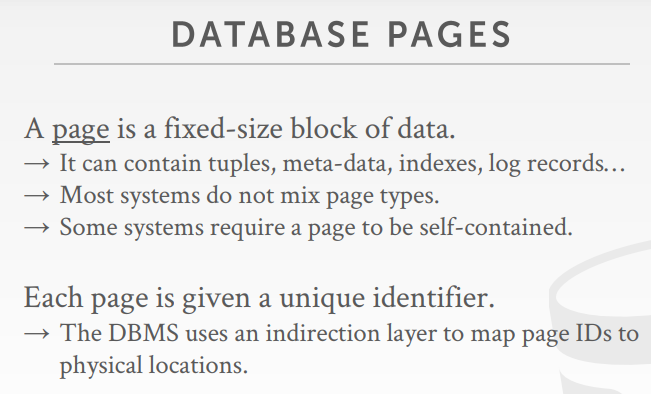 DATABASE PAGES
A page is a fixed-size block of data.
→ It can contain tuples, meta-data, indexes, log records…
→ Most systems do not mix page types.
→ Some systems require a page to be self-contained.
Each page is given a unique identifier.
→ The DBMS uses an indirection layer to map page IDs to
physical locations.